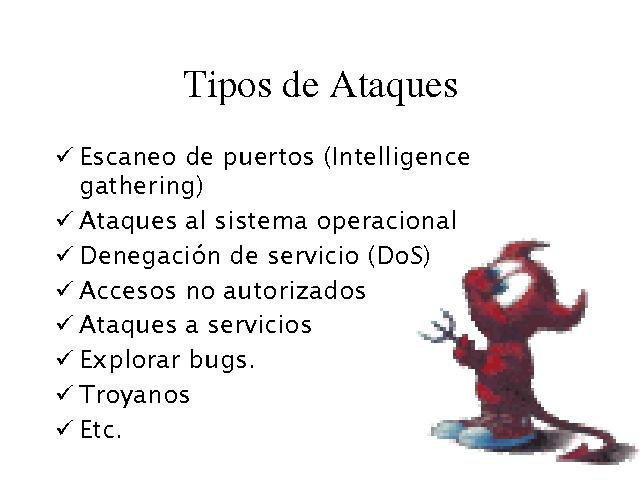 Tipos de Ataques
✓ Escaneo de puertos (Intelligence
gathering)
✓ Ataques al sistema operacional
✓ Denegación de servicio (DoS)
✓ Accesos no autorizados
✓ Ataques a servicios
✓ Explorar bugs.
✓ Troyanos
✓ Etc.